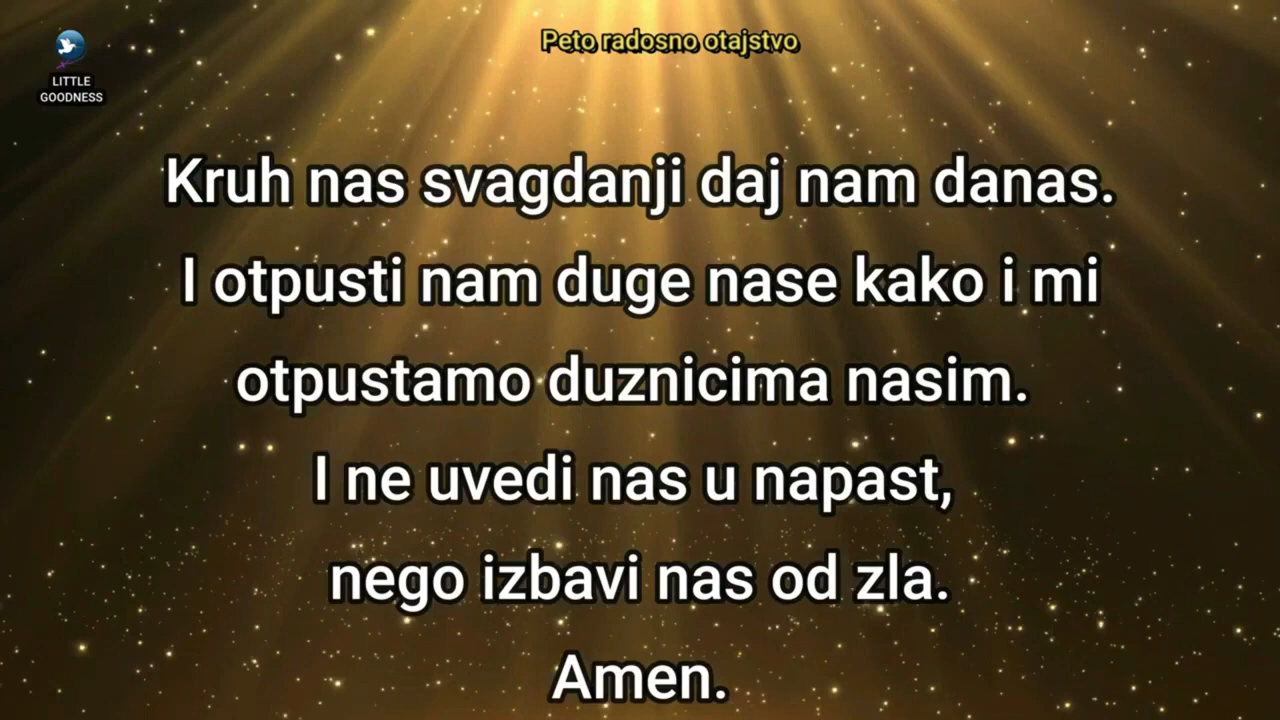 Peto radosno otajstvo
LITTLE
GOODNESS
Kruh nas svagdanji daj nam danas.
I otpusti nam duge nase kako i mi
otpustamo duznicima nasim.
I ne uvedi nas u napast,
nego izbavi nas od zla.
Amen.